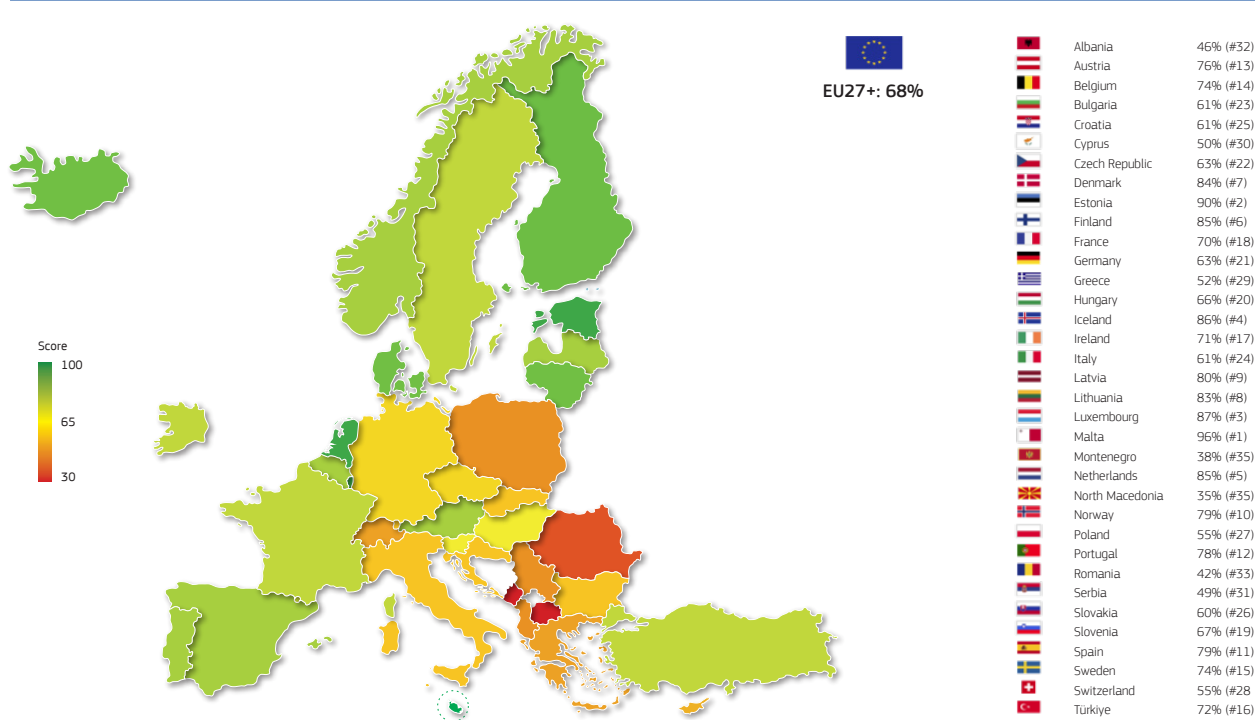 EU27+: 68%
Score
100
65
30
Albania 46% (#32)
Austria 76% (#13)
Belgium 74% (#14)
Bulgaria 61% (#23)
Croatia 61% (#25)
Cyprus 50% (#30)
Czech Republic 63% (#22)
Denmark 84% (#7)
Estonia 90% (#2)
Finland 85% (#6)
France 70% (#18)
Germany 63% (#21)
Greece 52% (#29)
Hungary 66% (#20)
Iceland 86% (#4)
Ireland 71% (#17)
Italy 61% (#24)
Latvia 80% (#9)
Lithuania 83% (#8)
Luxembourg 87% (#3)
Malta 96% (#1)
Montenegro 38% (#35)
Netherlands 85% (#5)
North Macedonia 35% (#35)
Norway 79% (#10)
Poland 55% (#27)
Portugal 78% (#12)
Romania 42% (#33)
Serbia 49% (#31)
Slovakia 60% (#26)
Slovenia 67% (#19)
Spain 79% (#11)
Sweden 74% (#15)
Switzerland 55% (#28
Türkiye 72% (#16)